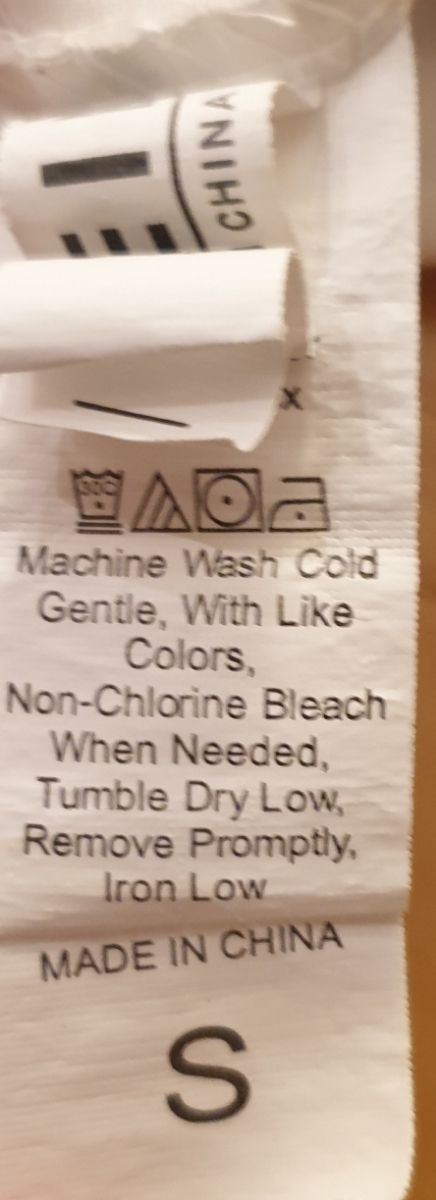 CHINA
x
30C
Machine Wash Cold
Gentle, With Like
Colors,
Non-Chlorine Bleach
When Needed,
Tumble Dry Low,
Remove Promptly,
Iron Low
MADE IN CHINA
S